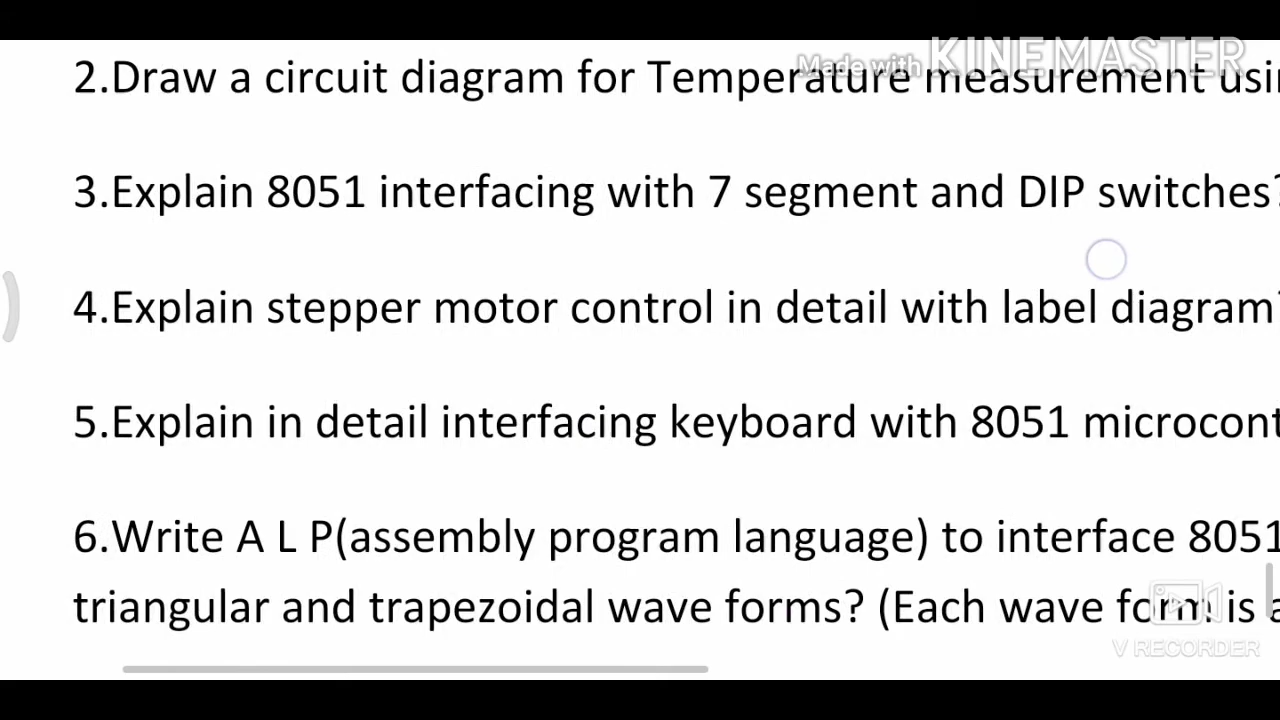 Made with KINEMASTER
2.Draw a circuit diagram for Temperature measurement
3.Explain 8051 interfacing with 7 segment and DIP switches?
4.Explain stepper motor control in detail with label diagram?
5.Explain in detail interfacing keyboard with 8051
6.Write A L P(assembly program language) to interface 8051
triangular and trapezoidal wave forms? (Each wave form is
V RECORDER